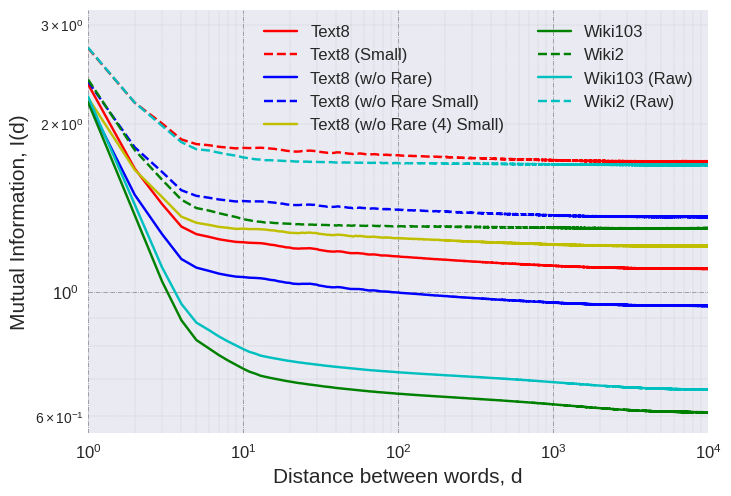 3×10⁰
2×10⁰
10⁰
6×10⁻¹
Mutual Information, I(d)
Text8
Text8 (Small)
Text8 (w/o Rare)
Text8 (w/o Rare Small)
Text8 (w/o Rare (4) Small)
Wiki103
Wiki2
Wiki103 (Raw)
Wiki2 (Raw)
10⁰ 10¹ 10² 10³ 10⁴
Distance between words, d